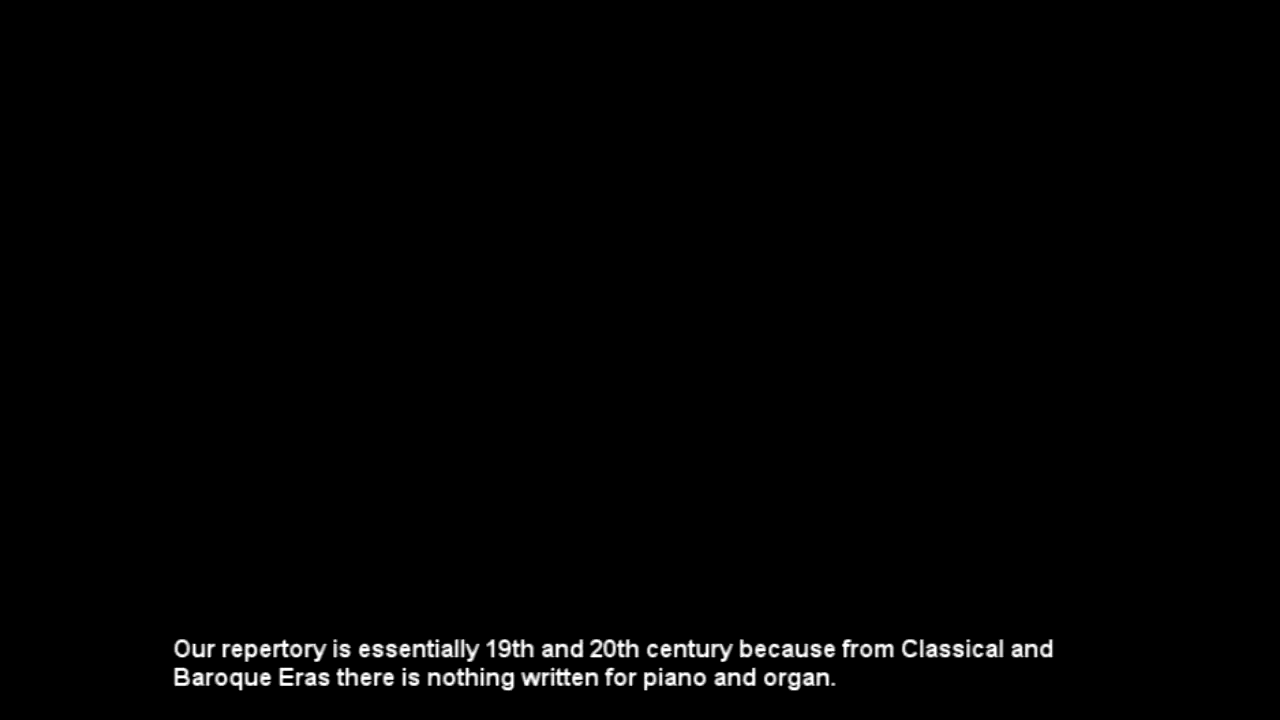 Our repertory is essentially 19th and 20th century because from Classical and
Baroque Eras there is nothing written for piano and organ.